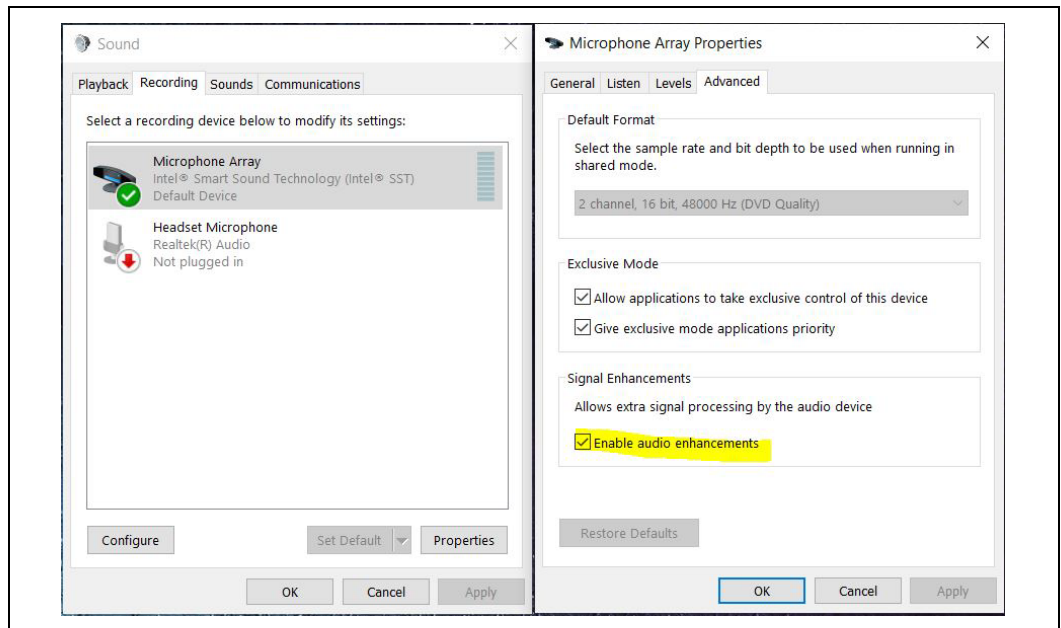 Sound
Playback Recording Sounds Communications
Select a recording device below to modify its settings:
Microphone Array
Intel® Smart Sound Technology (Intel® SST)
Default Device
Headset Microphone
Realtek(R) Audio
Not plugged in
Configure Set Default Properties
OK Cancel Apply
Microphone Array Properties
General Listen Levels Advanced
Default Format
Select the sample rate and bit depth to be used when running in
shared mode.
2 channel, 16 bit, 48000 Hz (DVD Quality)
Exclusive Mode
Allow applications to take exclusive control of this device
Give exclusive mode applications priority
Signal Enhancements
Allows extra signal processing by the audio device
Enable audio enhancements
Restore Defaults
OK Cancel Apply